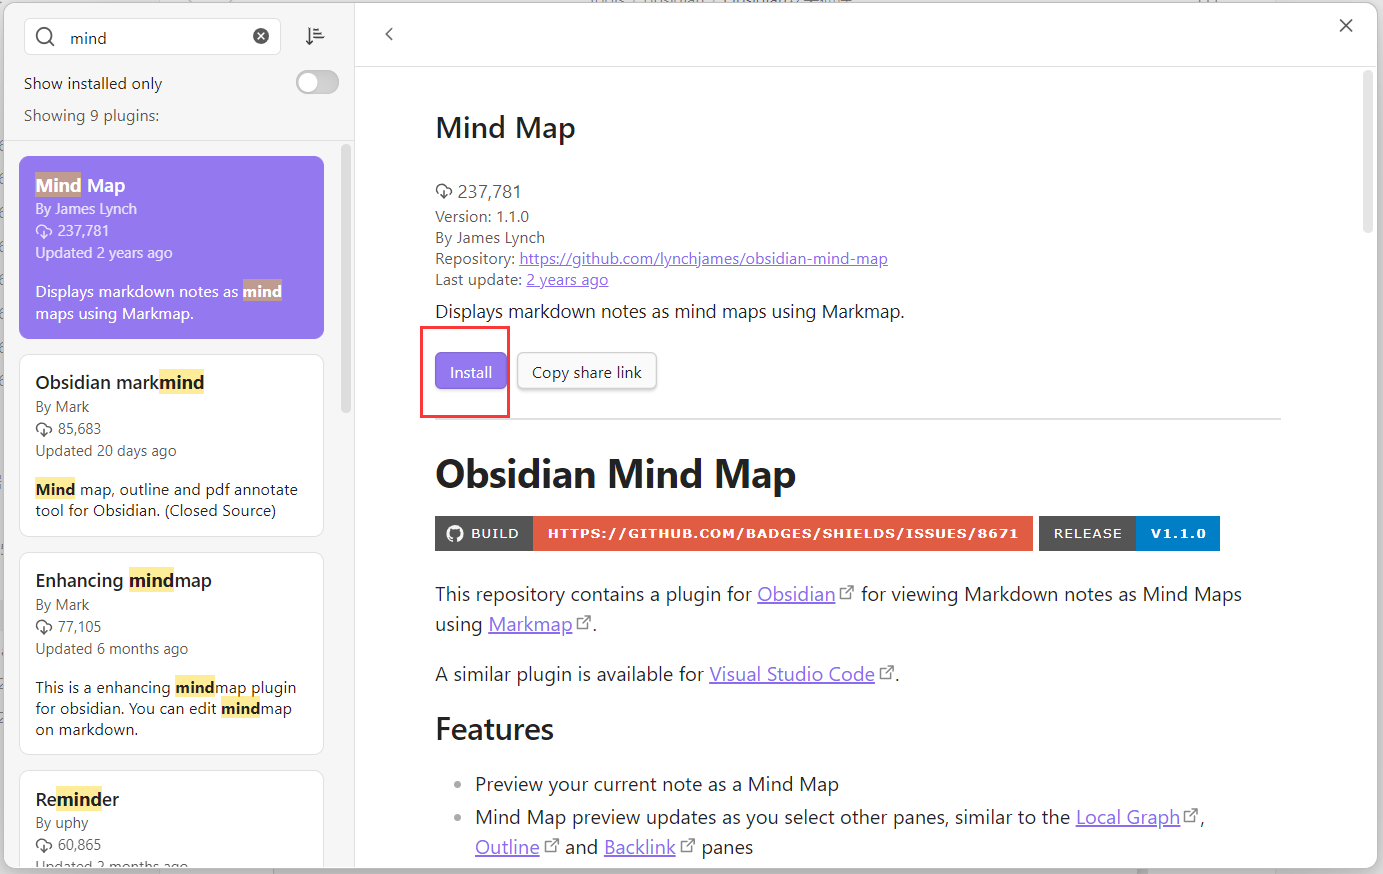 mind
Show installed only
Showing 9 plugins:
Mind Map
By James Lynch
237,781
Updated 2 years ago
Displays markdown notes as mind
maps using Markmap.
Obsidian markmind
By Mark
85,683
Updated 20 days ago
Mind map, outline and pdf annotate
tool for Obsidian. (Closed Source)
Enhancing mindmap
By Mark
77,105
Updated 6 months ago
This is a enhancing mindmap plugin
for obsidian. You can edit mindmap
on markdown.
Reminder
By uphy
60,865
Updated 2 months ago
Mind Map
237,781
Version: 1.1.0
By James Lynch
Repository: https://github.com/lynchjames/obsidian-mind-map
Last update: 2 years ago
Displays markdown notes as mind maps using Markmap.
Install Copy share link
Obsidian Mind Map
BUILD HTTPS://GITHUB.COM/BADGES/SHIELDS/ISSUES/8671 RELEASE V1.1.0
This repository contains a plugin for Obsidian for viewing Markdown notes as Mind Maps
using Markmap.
A similar plugin is available for Visual Studio Code.
Features
Preview your current note as a Mind Map
Mind Map preview updates as you select other panes, similar to the Local Graph,
Outline and Backlink panes